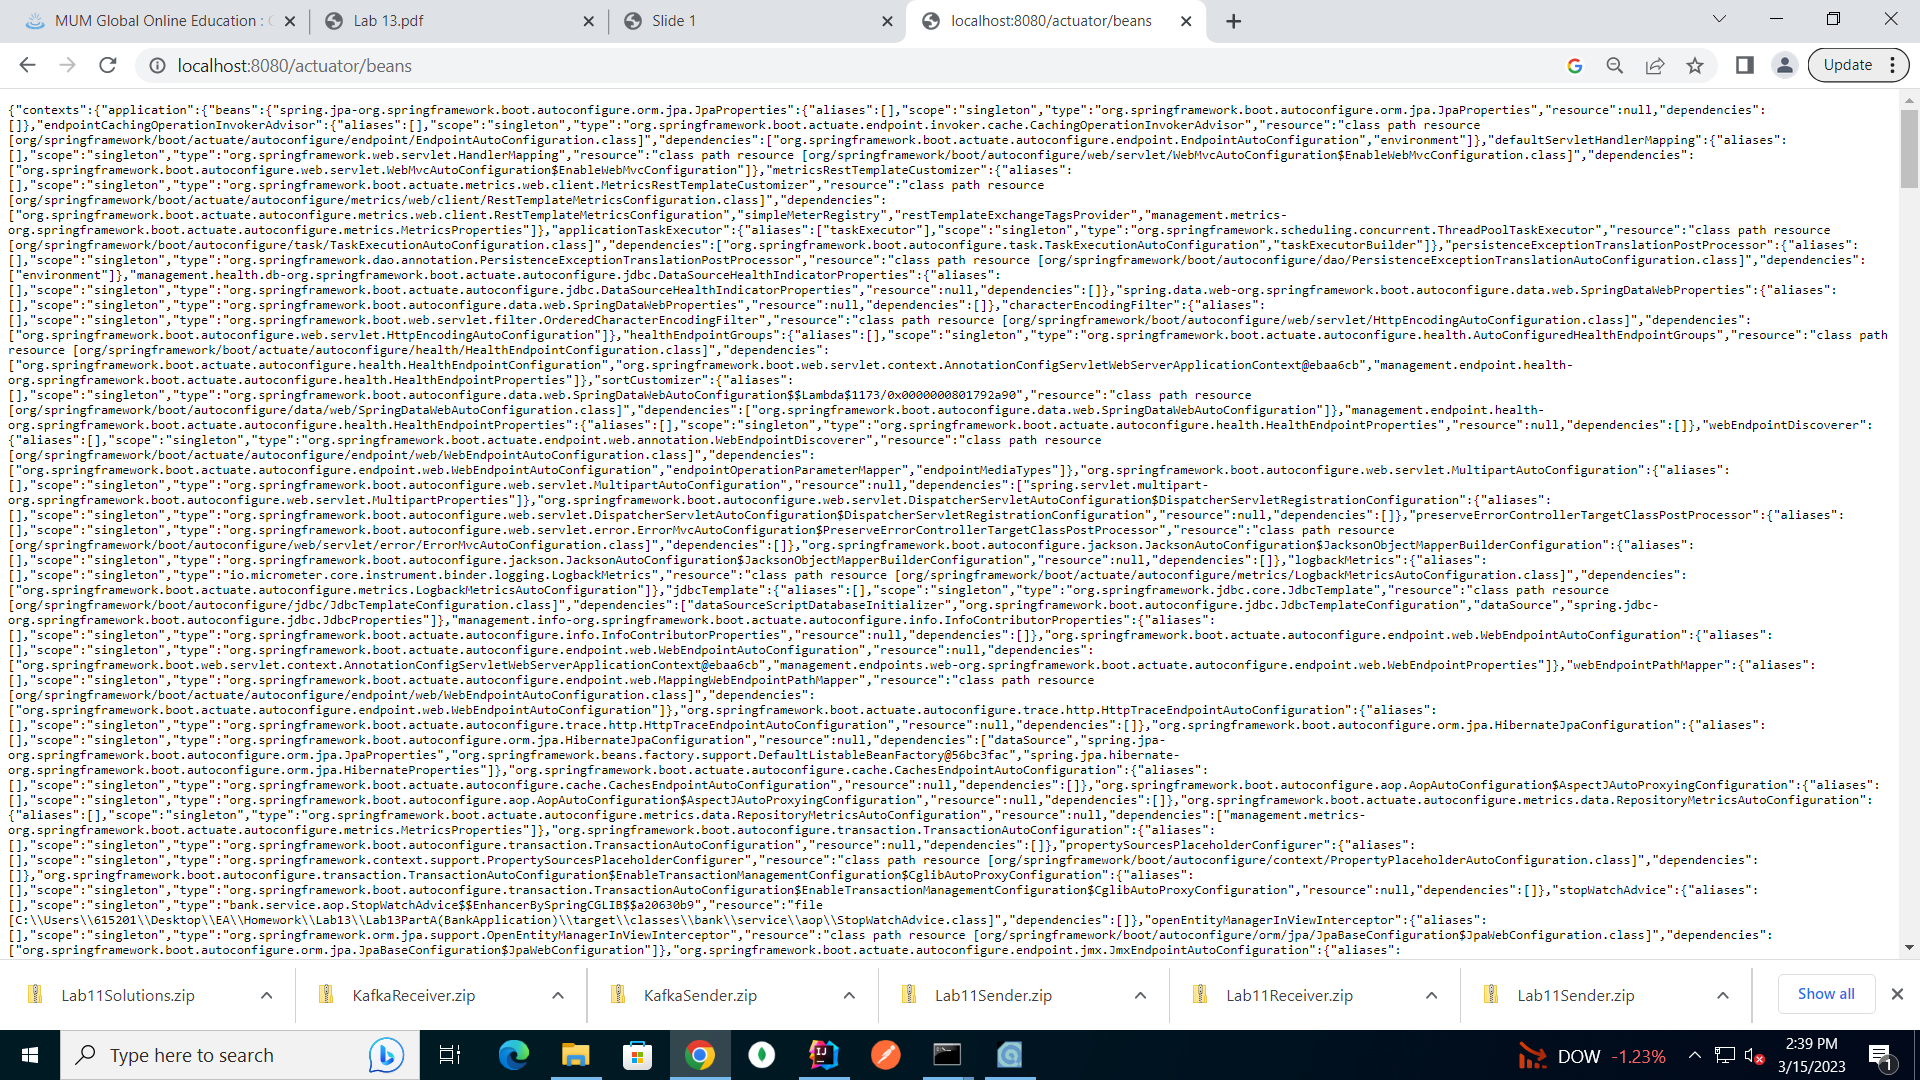 MUM Global Online Education :
Lab 13.pdf
Slide 1
localhost:8080/actuator/beans
localhost:8080/actuator/beans
Update
{"contexts":{"application":{"beans":{"spring.jpa-org.springframework.boot.autoconfigure.orm.jpa.JpaProperties":{"aliases":[],"scope":"singleton","type":"org.springframework.boot.autoconfigure.orm.jpa.JpaProperties","resource":null,"dependencies":
[]},"endpointCachingOperationInvokerAdvisor":{"aliases":[],"scope":"singleton","type":"org.springframework.boot.actuate.endpoint.invoker.cache.CachingOperationInvokerAdvisor","resource":"class path resource
[org/springframework/boot/actuate/autoconfigure/endpoint/EndpointAutoConfiguration.class]","dependencies":["org.springframework.boot.actuate.autoconfigure.endpoint.EndpointAutoConfiguration","environment"]},"defaultServletHandlerMapping":{"aliases":
[],"scope":"singleton","type":"org.springframework.web.servlet.HandlerMapping","resource":"class path resource [org/springframework/boot/autoconfigure/web/servlet/WebMvcAutoConfiguration$EnableWebMvcConfiguration.class]","dependencies":
["org.springframework.boot.autoconfigure.web.servlet.WebMvcAutoConfiguration$EnableWebMvcConfiguration"]},"metricsRestTemplateCustomizer":{"aliases":
[],"scope":"singleton","type":"org.springframework.boot.actuate.metrics.web.client.MetricsRestTemplateCustomizer","resource":"class path resource
[org/springframework/boot/actuate/autoconfigure/metrics/web/client/RestTemplateMetricsConfiguration.class]","dependencies":
["org.springframework.boot.actuate.autoconfigure.metrics.web.client.RestTemplateMetricsConfiguration","simpleMeterRegistry","restTemplateExchangeTagsProvider","management.metrics-
org.springframework.boot.actuate.autoconfigure.metrics.MetricsProperties"]},"applicationTaskExecutor":{"aliases":["taskExecutor"],"scope":"singleton","type":"org.springframework.scheduling.concurrent.ThreadPoolTaskExecutor","resource":"class path resource
[org/springframework/boot/autoconfigure/task/TaskExecutionAutoConfiguration.class]","dependencies":["org.springframework.boot.autoconfigure.task.TaskExecutionAutoConfiguration","taskExecutorBuilder"]},"persistenceExceptionTranslationPostProcessor":{"aliases":
[],"scope":"singleton","type":"org.springframework.dao.annotation.PersistenceExceptionTranslationPostProcessor","resource":"class path resource [org/springframework/boot/autoconfigure/dao/PersistenceExceptionTranslationAutoConfiguration.class]","dependencies":
["environment"]},"management.health.db-org.springframework.boot.actuate.autoconfigure.jdbc.DataSourceHealthIndicatorProperties":{"aliases":
[],"scope":"singleton","type":"org.springframework.boot.actuate.autoconfigure.jdbc.DataSourceHealthIndicatorProperties","resource":null,"dependencies":[]},"spring.data.web-org.springframework.boot.autoconfigure.data.web.SpringDataWebProperties":{"aliases":
[],"scope":"singleton","type":"org.springframework.boot.autoconfigure.data.web.SpringDataWebProperties","resource":null,"dependencies":[]},"characterEncodingFilter":{"aliases":
[],"scope":"singleton","type":"org.springframework.boot.web.servlet.filter.OrderedCharacterEncodingFilter","resource":"class path resource [org/springframework/boot/autoconfigure/web/servlet/HttpEncodingAutoConfiguration.class]","dependencies":
["org.springframework.boot.autoconfigure.web.servlet.HttpEncodingAutoConfiguration"]},"healthEndpointGroups":{"aliases":[],"scope":"singleton","type":"org.springframework.boot.actuate.autoconfigure.health.AutoConfiguredHealthEndpointGroups","resource":"class path
resource [org/springframework/boot/actuate/autoconfigure/health/HealthEndpointConfiguration.class]","dependencies":
["org.springframework.boot.actuate.autoconfigure.health.HealthEndpointConfiguration","org.springframework.boot.web.servlet.context.AnnotationConfigServletWebServerApplicationContext@ebaa6cb","management.endpoint.health-
org.springframework.boot.actuate.autoconfigure.health.HealthEndpointProperties"]},"sortCustomizer":{"aliases":
[],"scope":"singleton","type":"org.springframework.boot.autoconfigure.data.web.SpringDataWebAutoConfiguration$$Lambda$1173/0x0000000801792a90","resource":"class path resource
[org/springframework/boot/autoconfigure/data/web/SpringDataWebAutoConfiguration.class]","dependencies":["org.springframework.boot.autoconfigure.data.web.SpringDataWebAutoConfiguration"]},"management.endpoint.health-
org.springframework.boot.actuate.autoconfigure.health.HealthEndpointProperties":{"aliases":[],"scope":"singleton","type":"org.springframework.boot.actuate.autoconfigure.health.HealthEndpointProperties","resource":null,"dependencies":[]},"webEndpointDiscoverer":
{"aliases":[],"scope":"singleton","type":"org.springframework.boot.actuate.endpoint.web.annotation.WebEndpointDiscoverer","resource":"class path resource
[org/springframework/boot/actuate/autoconfigure/endpoint/web/WebEndpointAutoConfiguration.class]","dependencies":
["org.springframework.boot.actuate.autoconfigure.endpoint.web.WebEndpointAutoConfiguration","endpointOperationParameterMapper","endpointMediaTypes"]},"org.springframework.boot.autoconfigure.web.servlet.MultipartAutoConfiguration":{"aliases":
[],"scope":"singleton","type":"org.springframework.boot.autoconfigure.web.servlet.MultipartAutoConfiguration","resource":null,"dependencies":["spring.servlet.multipart-
org.springframework.boot.autoconfigure.web.servlet.MultipartProperties"]},"org.springframework.boot.autoconfigure.web.servlet.DispatcherServletAutoConfiguration$DispatcherServletRegistrationConfiguration":{"aliases":
[],"scope":"singleton","type":"org.springframework.boot.autoconfigure.web.servlet.DispatcherServletAutoConfiguration$DispatcherServletRegistrationConfiguration","resource":null,"dependencies":[]},"preserveErrorControllerTargetClassPostProcessor":{"aliases":
[],"scope":"singleton","type":"org.springframework.boot.autoconfigure.web.servlet.error.ErrorMvcAutoConfiguration$PreserveErrorControllerTargetClassPostProcessor","resource":"class path resource
[org/springframework/boot/autoconfigure/web/servlet/error/ErrorMvcAutoConfiguration.class]","dependencies":[]},"org.springframework.boot.autoconfigure.jackson.JacksonAutoConfiguration$JacksonObjectMapperBuilderConfiguration":{"aliases":
[],"scope":"singleton","type":"org.springframework.boot.autoconfigure.jackson.JacksonAutoConfiguration$JacksonObjectMapperBuilderConfiguration","resource":null,"dependencies":[]},"logbackMetrics":{"aliases":
[],"scope":"singleton","type":"io.micrometer.core.instrument.binder.logging.LogbackMetrics","resource":"class path resource [org/springframework/boot/actuate/autoconfigure/metrics/LogbackMetricsAutoConfiguration.class]","dependencies":
["org.springframework.boot.actuate.autoconfigure.metrics.LogbackMetricsAutoConfiguration"]},"jdbcTemplate":{"aliases":[],"scope":"singleton","type":"org.springframework.jdbc.core.JdbcTemplate","resource":"class path resource
[org/springframework/boot/autoconfigure/jdbc/JdbcTemplateConfiguration.class]","dependencies":["dataSourceScriptDatabaseInitializer","org.springframework.boot.autoconfigure.jdbc.JdbcTemplateConfiguration","dataSource","spring.jdbc-
org.springframework.boot.autoconfigure.jdbc.JdbcProperties"]},"management.info-org.springframework.boot.actuate.autoconfigure.info.InfoContributorProperties":{"aliases":
[],"scope":"singleton","type":"org.springframework.boot.actuate.autoconfigure.info.InfoContributorProperties","resource":null,"dependencies":[]},"org.springframework.boot.actuate.autoconfigure.endpoint.web.WebEndpointAutoConfiguration":{"aliases":
[],"scope":"singleton","type":"org.springframework.boot.actuate.autoconfigure.endpoint.web.WebEndpointAutoConfiguration","resource":null,"dependencies":
["org.springframework.boot.web.servlet.context.AnnotationConfigServletWebServerApplicationContext@ebaa6cb","management.endpoints.web-org.springframework.boot.actuate.autoconfigure.endpoint.web.WebEndpointProperties"]},"webEndpointPathMapper":{"aliases":
[],"scope":"singleton","type":"org.springframework.boot.actuate.autoconfigure.endpoint.web.MappingWebEndpointPathMapper","resource":"class path resource
[org/springframework/boot/actuate/autoconfigure/endpoint/web/WebEndpointAutoConfiguration.class]","dependencies":
["org.springframework.boot.actuate.autoconfigure.endpoint.web.WebEndpointAutoConfiguration"]},"org.springframework.boot.actuate.autoconfigure.trace.http.HttpTraceEndpointAutoConfiguration":{"aliases":
[],"scope":"singleton","type":"org.springframework.boot.actuate.autoconfigure.trace.http.HttpTraceEndpointAutoConfiguration","resource":null,"dependencies":[]},"org.springframework.boot.autoconfigure.orm.jpa.HibernateJpaConfiguration":{"aliases":
[],"scope":"singleton","type":"org.springframework.boot.autoconfigure.orm.jpa.HibernateJpaConfiguration","resource":null,"dependencies":["dataSource","spring.jpa-
org.springframework.boot.autoconfigure.orm.jpa.JpaProperties","org.springframework.beans.factory.support.DefaultListableBeanFactory@56bc3fac","spring.jpa.hibernate-
org.springframework.boot.autoconfigure.orm.jpa.HibernateProperties"]},"org.springframework.boot.actuate.autoconfigure.cache.CachesEndpointAutoConfiguration":{"aliases":
[],"scope":"singleton","type":"org.springframework.boot.actuate.autoconfigure.cache.CachesEndpointAutoConfiguration","resource":null,"dependencies":[]},"org.springframework.boot.autoconfigure.aop.AopAutoConfiguration$AspectJAutoProxyingConfiguration":{"aliases":
[],"scope":"singleton","type":"org.springframework.boot.autoconfigure.aop.AopAutoConfiguration$AspectJAutoProxyingConfiguration","resource":null,"dependencies":[]},"org.springframework.boot.actuate.autoconfigure.metrics.data.RepositoryMetricsAutoConfiguration":
{"aliases":[],"scope":"singleton","type":"org.springframework.boot.actuate.autoconfigure.metrics.data.RepositoryMetricsAutoConfiguration","resource":null,"dependencies":["management.metrics-
org.springframework.boot.actuate.autoconfigure.metrics.MetricsProperties"]},"org.springframework.boot.autoconfigure.transaction.TransactionAutoConfiguration":{"aliases":
[],"scope":"singleton","type":"org.springframework.boot.autoconfigure.transaction.TransactionAutoConfiguration","resource":null,"dependencies":[]},"propertySourcesPlaceholderConfigurer":{"aliases":
[],"scope":"singleton","type":"org.springframework.context.support.PropertySourcesPlaceholderConfigurer","resource":"class path resource [org/springframework/boot/autoconfigure/context/PropertyPlaceholderAutoConfiguration.class]","dependencies":
[]},"org.springframework.boot.autoconfigure.transaction.TransactionAutoConfiguration$EnableTransactionManagementConfiguration$CglibAutoProxyConfiguration":{"aliases":
[],"scope":"singleton","type":"org.springframework.boot.autoconfigure.transaction.TransactionAutoConfiguration$EnableTransactionManagementConfiguration$CglibAutoProxyConfiguration","resource":null,"dependencies":[]},"stopWatchAdvice":{"aliases":
[],"scope":"singleton","type":"bank.service.aop.StopWatchAdvice$$EnhancerBySpringCGLIB$$a20630b9","resource":"file
[C:\\Users\\615201\\Desktop\\EA\\Homework\\Lab13\\Lab13PartA(BankApplication)\\target\\classes\\bank\\service\\aop\\StopWatchAdvice.class]","dependencies":[]},"openEntityManagerInViewInterceptor":{"aliases":
[],"scope":"singleton","type":"org.springframework.orm.jpa.support.OpenEntityManagerInViewInterceptor","resource":"class path resource [org/springframework/boot/autoconfigure/orm/jpa/JpaBaseConfiguration$JpaWebConfiguration.class]","dependencies":
["org.springframework.boot.autoconfigure.orm.jpa.JpaBaseConfiguration$JpaWebConfiguration"]},"org.springframework.boot.actuate.autoconfigure.endpoint.jmx.JmxEndpointAutoConfiguration":{"aliases":
Lab11Solutions.zip
KafkaReceiver.zip
KafkaSender.zip
Lab11Sender.zip
Lab11Receiver.zip
Lab11Sender.zip
Show all
Type here to search
DOW -1.23%
2:39 PM
3/15/2023
1